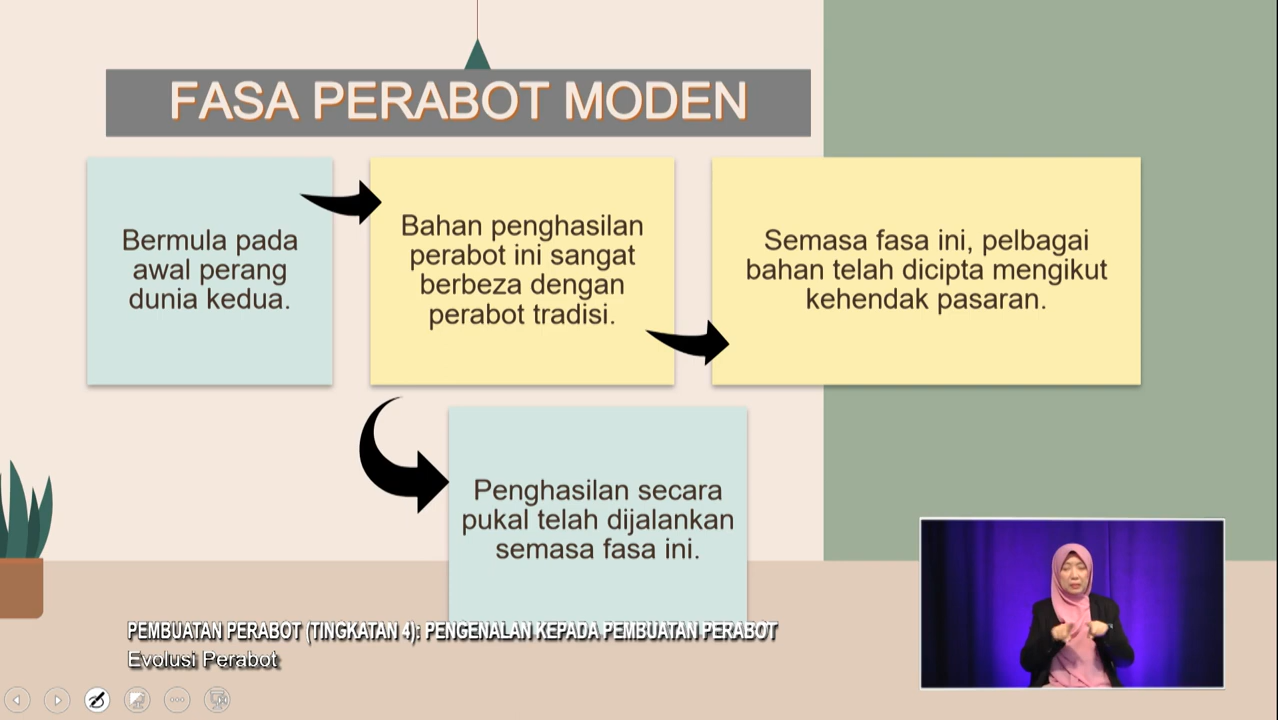 FASA PERABOT MODEN
Bermula pada
awal perang
dunia kedua.
Bahan penghasilan
perabot ini sangat
berbeza dengan
perabot tradisi.
Semasa fasa ini, pelbagai
bahan telah dicipta mengikut
kehendak pasaran.
Penghasilan secara
pukal telah dijalankan
semasa fasa ini.
PEMBUATAN PERABOT (TINGKATAN 4): PENGENALAN KEPADA PEMBUATAN PERABOT
Evolusi Perabot